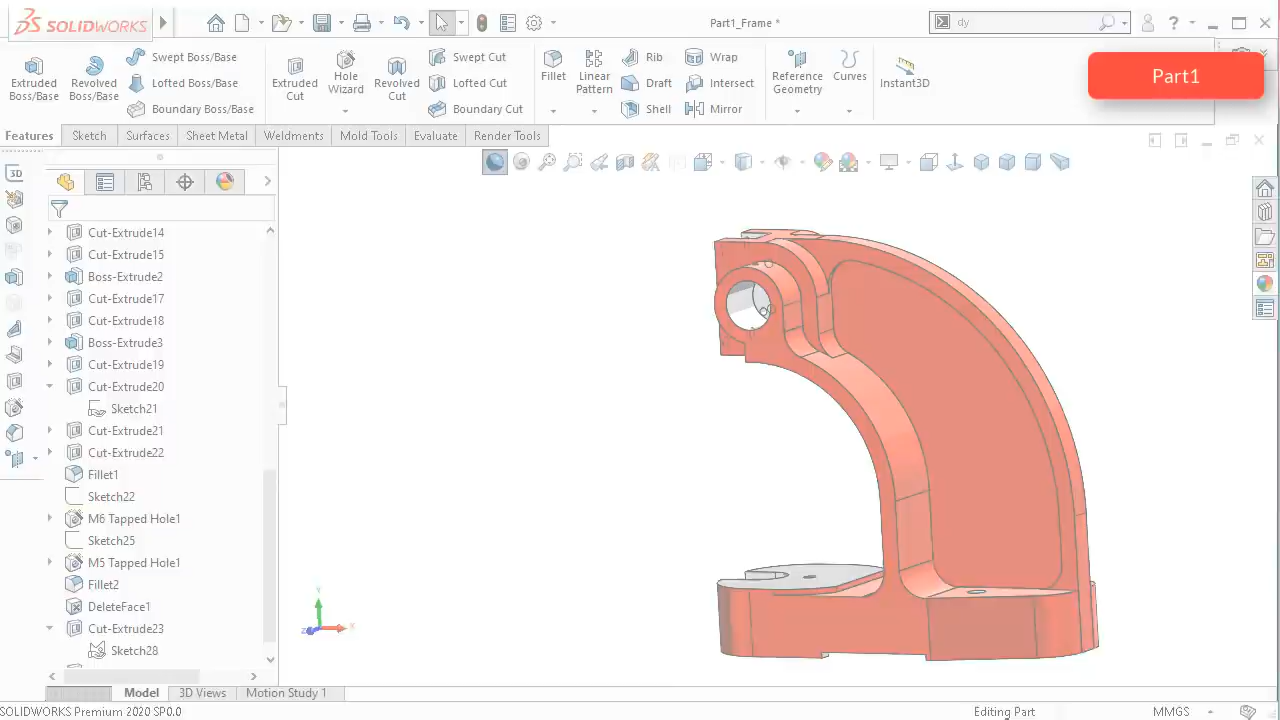 SOLIDWORKS
Part1_Frame *
dy
?
Part1
Extruded Boss/Base
Revolved Boss/Base
Swept Boss/Base
Lofted Boss/Base
Boundary Boss/Base
Extruded Cut
Hole Wizard
Revolved Cut
Swept Cut
Lofted Cut
Boundary Cut
Fillet
Linear Pattern
Rib
Draft
Shell
Wrap
Intersect
Mirror
Reference Geometry
Curves
Instant3D
Features
Sketch
Surfaces
Sheet Metal
Weldments
Mold Tools
Evaluate
Render Tools
3D
Cut-Extrude14
Cut-Extrude15
Boss-Extrude2
Cut-Extrude17
Cut-Extrude18
Boss-Extrude3
Cut-Extrude19
Cut-Extrude20
Sketch21
Cut-Extrude21
Cut-Extrude22
Fillet1
Sketch22
M6 Tapped Hole1
Sketch25
M5 Tapped Hole1
Fillet2
DeleteFace1
Cut-Extrude23
Sketch28
Y
X
Z
Model
3D Views
Motion Study 1
SOLIDWORKS Premium 2020 SP0.0
Editing Part
MMGS